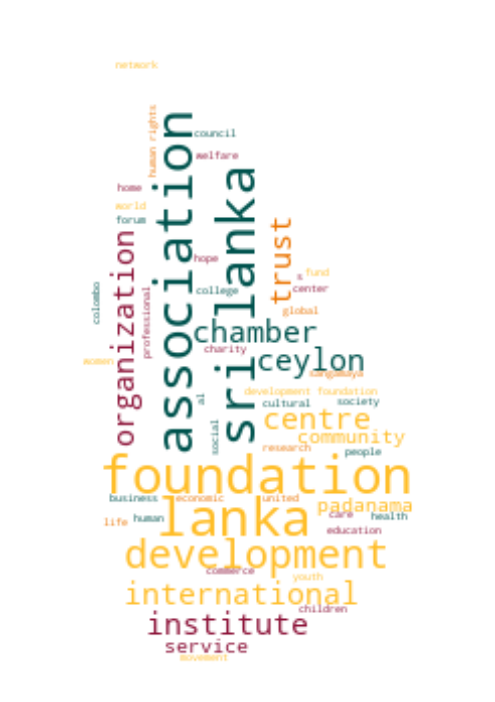 network
human rights
council
association
welfare
home
sri lanka
world
forum
trust
organization
hope
fund
s
center
colombo
professional
college
global
chamber
charity
ceylon
women
sangamaya
development foundation
al
cultural
society
centre
social
community
research
people
foundation
business
economic
united
lanka
padanama
life
human
care
health
education
development
commerce
youth
international
children
institute
service
movement